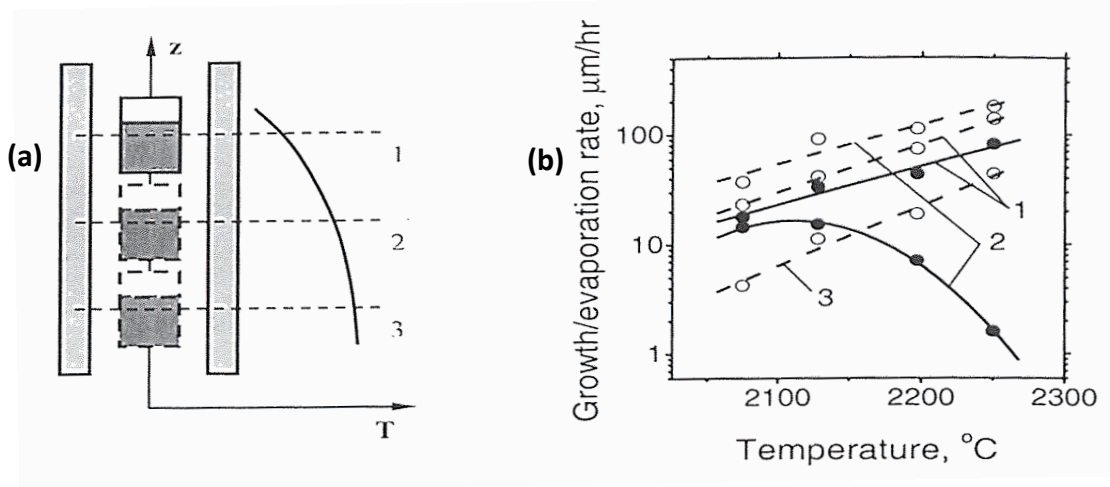 (a)
z
1
2
3
T
(b)
Growth/evaporation rate, μm/hr
100
10
1
1
2
3
2100
2200
2300
Temperature, °C